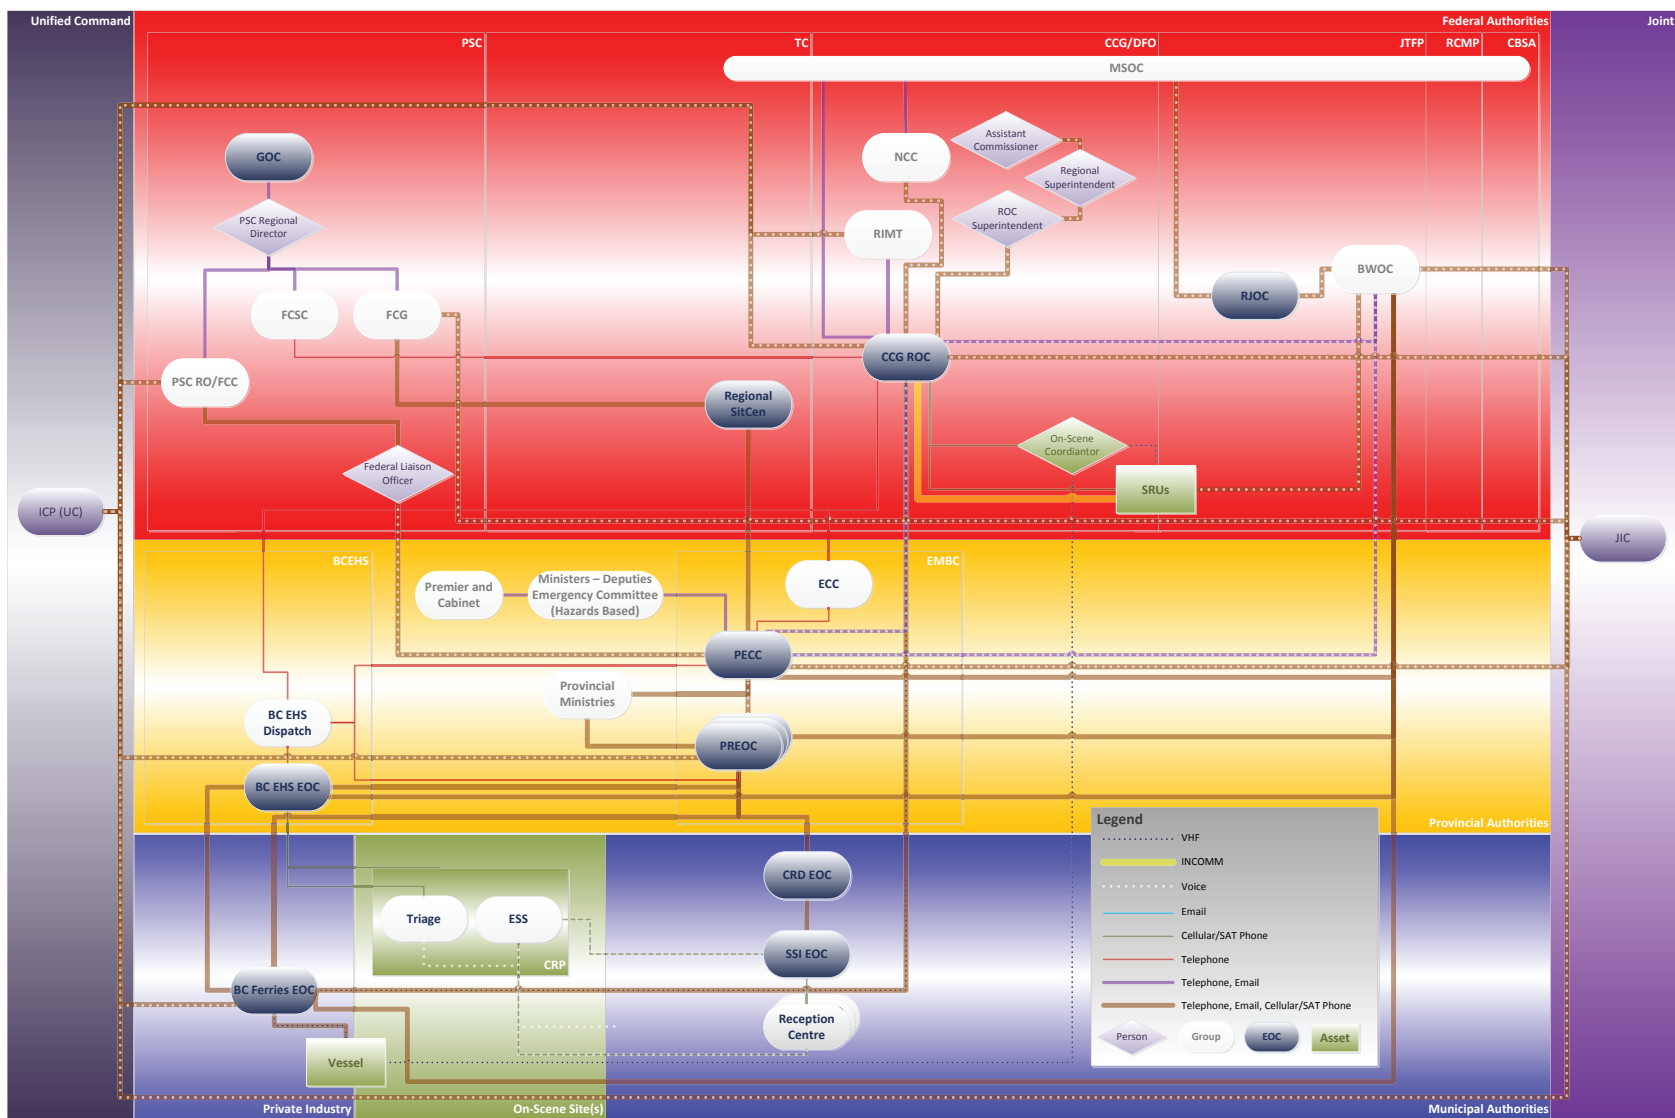 Unified Command
Federal Authorities
Joint
PSC
TC
CCG/DFO
JTFP
RCMP
CBSA
MSOC
GOC
NCC
Assistant
Commissioner
Regional
Superintendent
PSC Regional
Director
RIMT
ROC
Superintendent
BWOC
RJOC
FCSC
FCG
CCG ROC
PSC RO/FCC
Regional
SitCen
On-Scene
Coordiantor
Federal Liaison
Officer
SRUs
ICP (UC)
JIC
BCEHS
EMBC
Premier and
Cabinet
Ministers – Deputies
Emergency Committee
(Hazards Based)
ECC
PECC
Provincial
Ministries
BC EHS
Dispatch
PREOC
BC EHS EOC
Provincial Authorities
Legend
VHF
INCOMM
Voice
Email
Cellular/SAT Phone
Telephone
Telephone, Email
Telephone, Email, Cellular/SAT Phone
Person
Group
EOC
Asset
CRD EOC
Triage
ESS
CRP
SSI EOC
BC Ferries EOC
Reception
Centre
Vessel
Private Industry
On-Scene Site(s)
Municipal Authorities